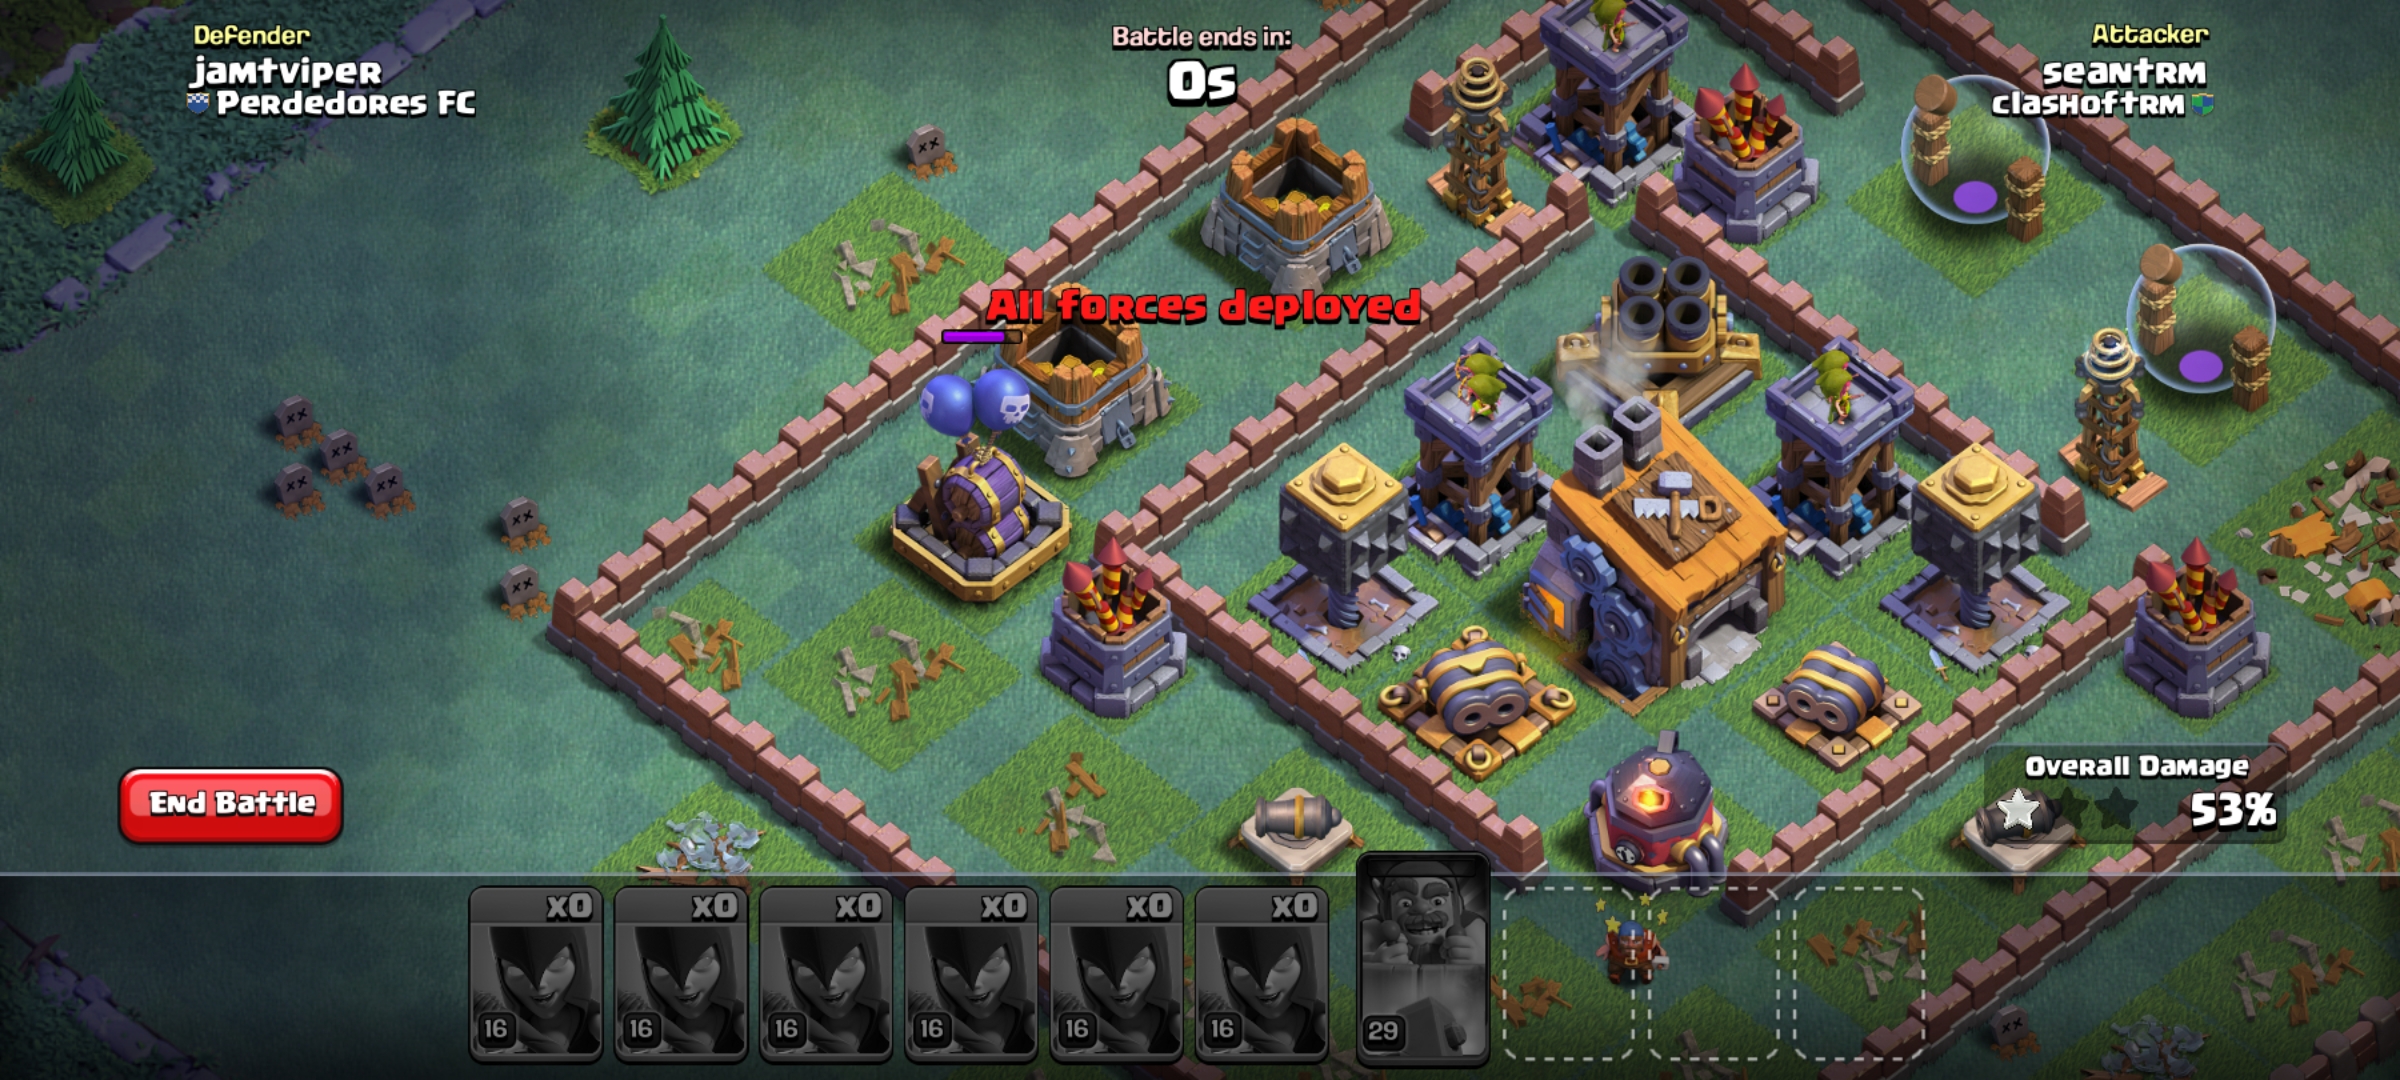 Defender
jamtviper
Perdedores FC
Battle ends in:
0s
Attacker
seantrm
clashoftrm
All forces deployed
End Battle
Overall Damage
53%
x0
x0
x0
x0
x0
x0
16
16
16
16
16
16
29